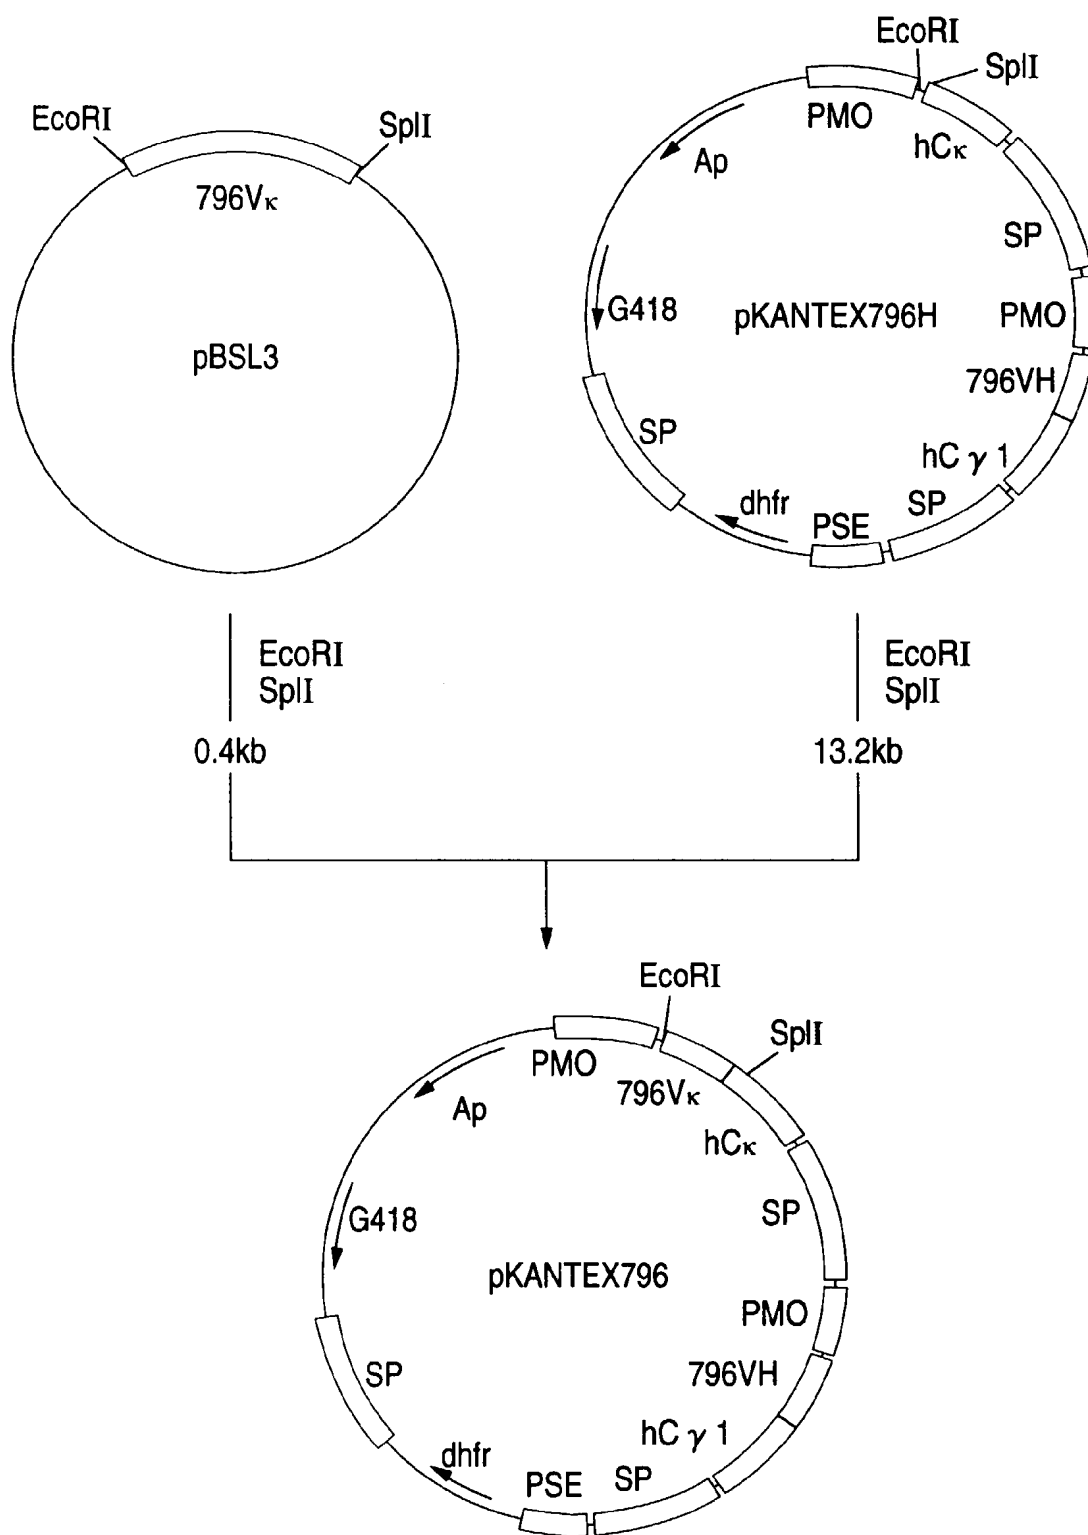 EcoRI
SplI
796Vκ
pBSL3
EcoRI
SplI
PMO
hCκ
Ap
SP
G418
pKANTEX796H
PMO
796VH
SP
hC γ 1
dhfr
SP
PSE
EcoRI
SplI
0.4kb
EcoRI
SplI
13.2kb
EcoRI
SplI
PMO
796Vκ
Ap
hCκ
SP
G418
pKANTEX796
PMO
796VH
SP
hC γ 1
dhfr
SP
PSE